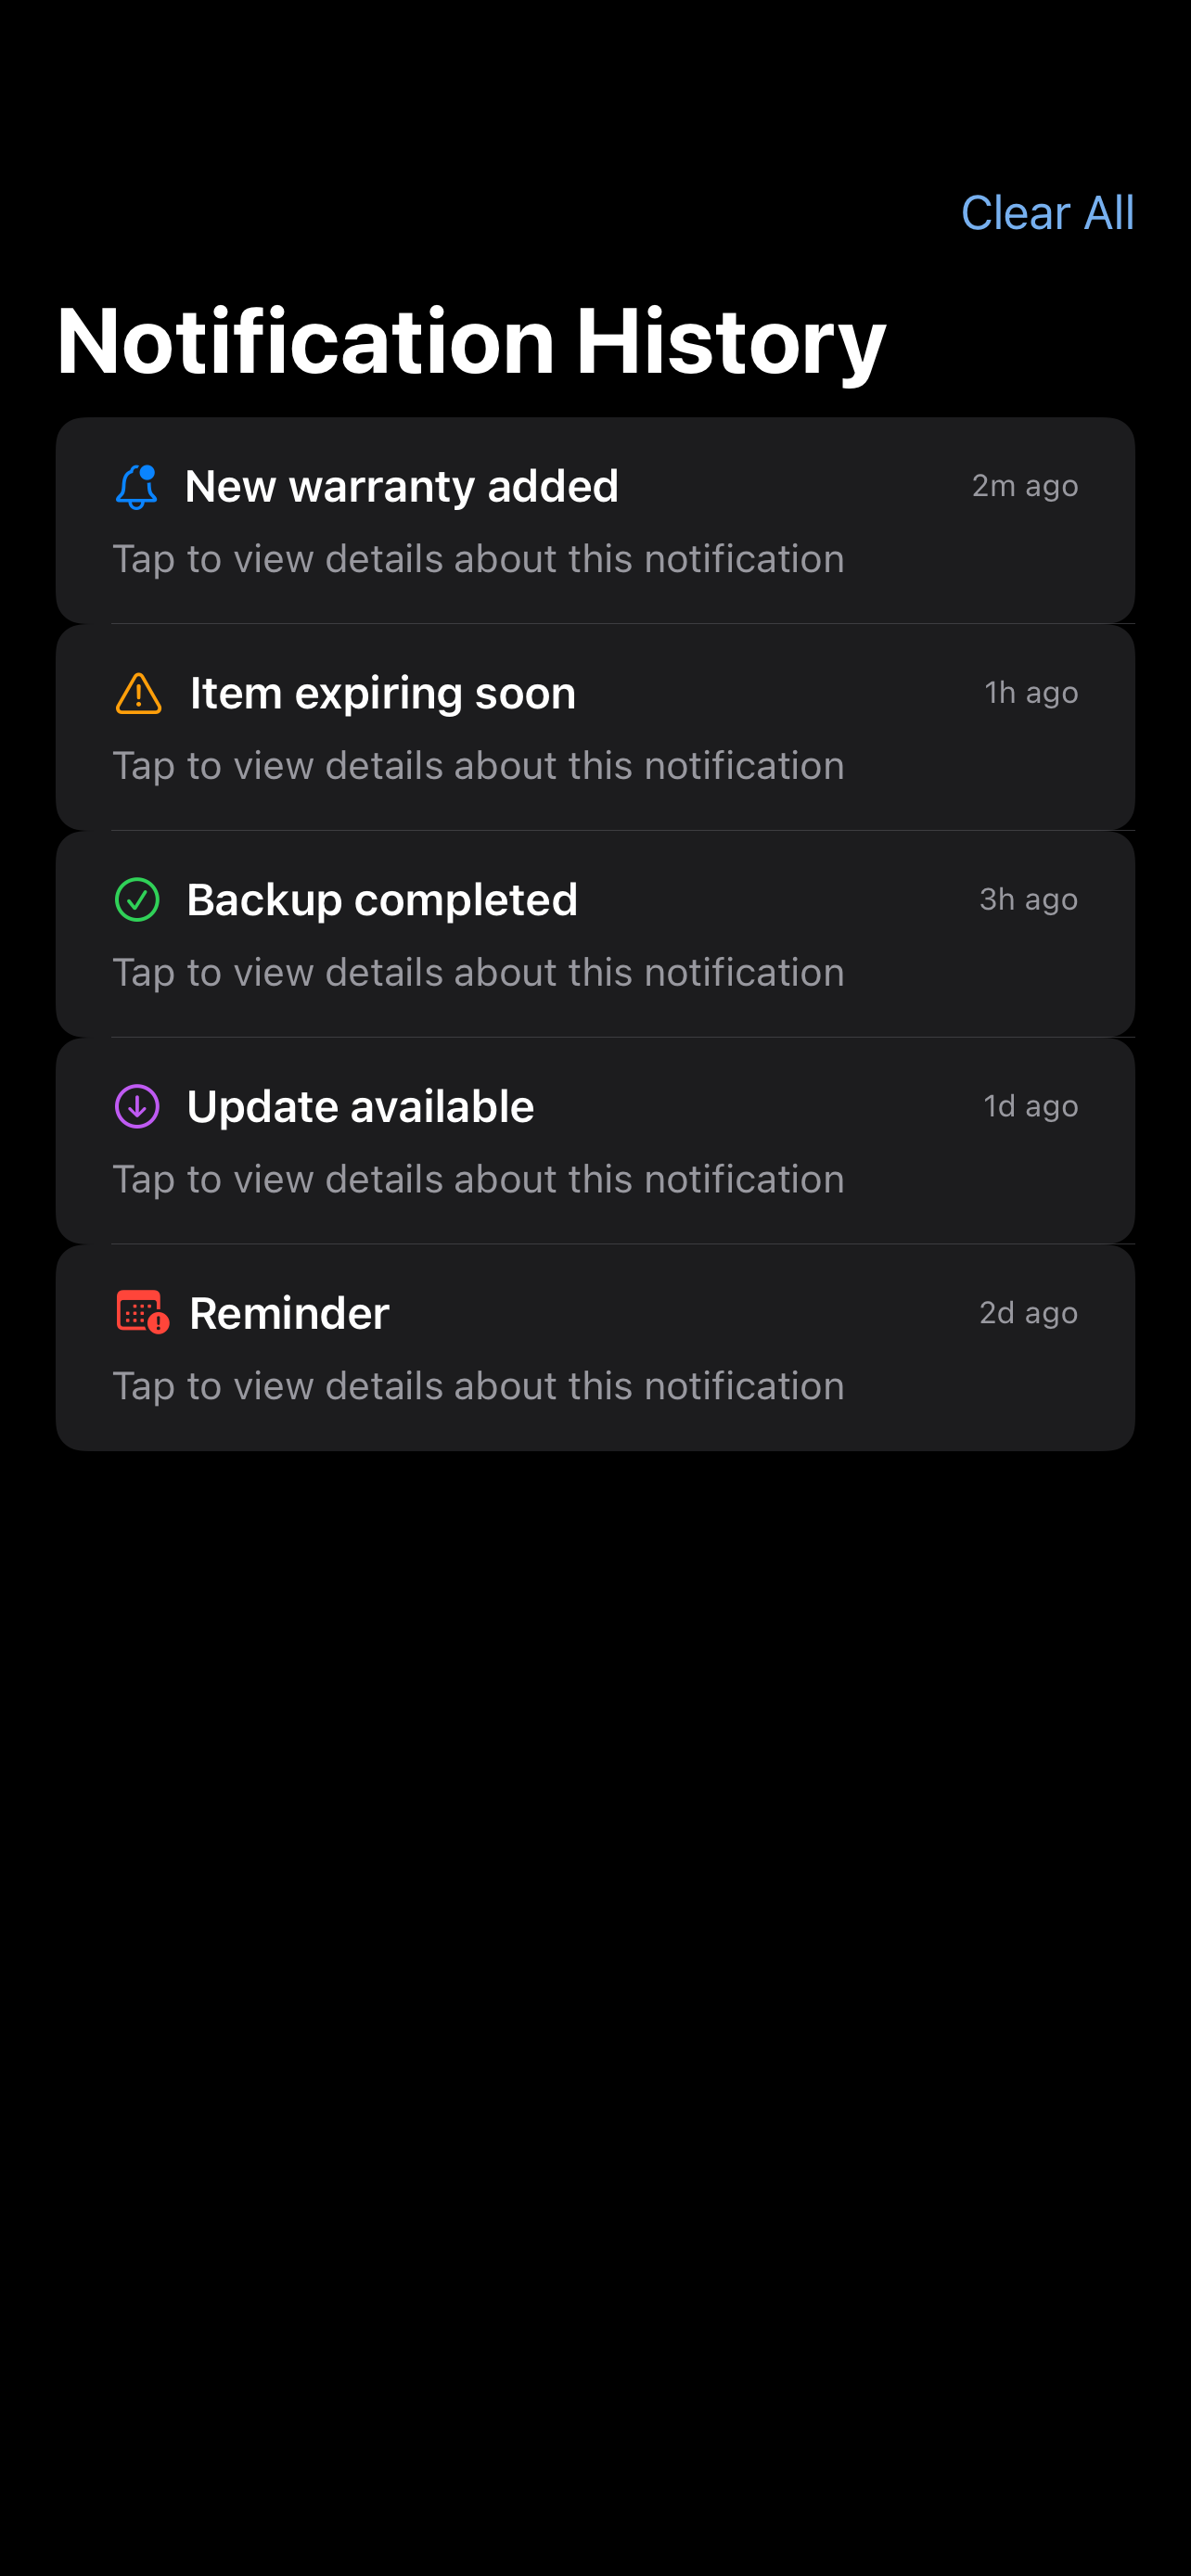 Clear All
Notification History
New warranty added 2m ago
Tap to view details about this notification
Item expiring soon 1h ago
Tap to view details about this notification
Backup completed 3h ago
Tap to view details about this notification
Update available 1d ago
Tap to view details about this notification
Reminder 2d ago
Tap to view details about this notification